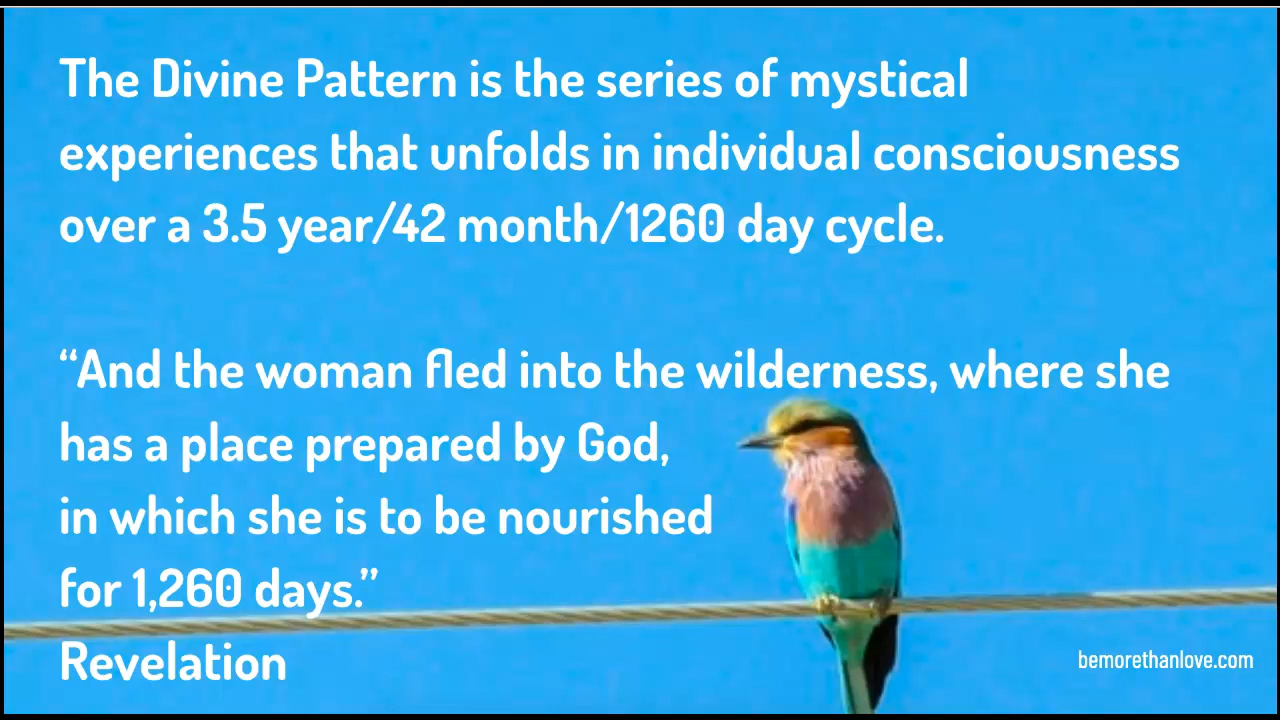 The Divine Pattern is the series of mystical
experiences that unfolds in individual consciousness
over a 3.5 year/42 month/1260 day cycle.
“And the woman fled into the wilderness, where she
has a place prepared by God,
in which she is to be nourished
for 1,260 days.”
Revelation
bemorethanlove.com